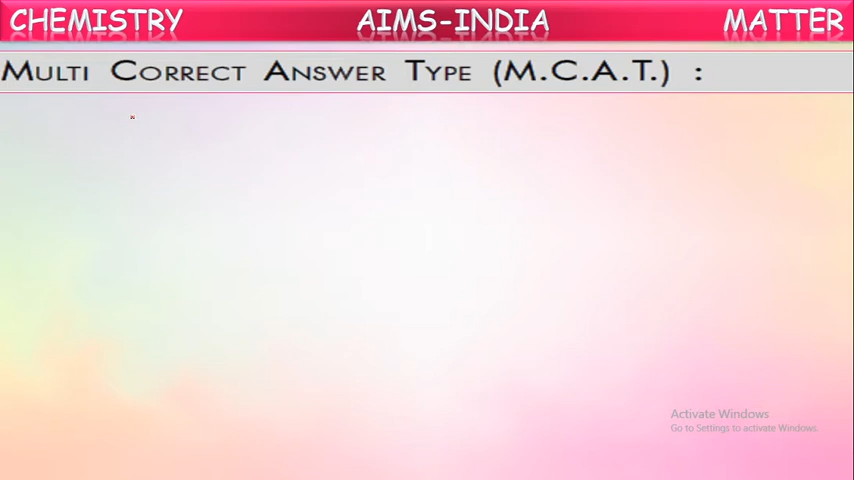 CHEMISTRY AIMS-INDIA MATTER
Multi Correct Answer Type (M.C.A.T.) :
Activate Windows
Go to Settings to activate Windows.